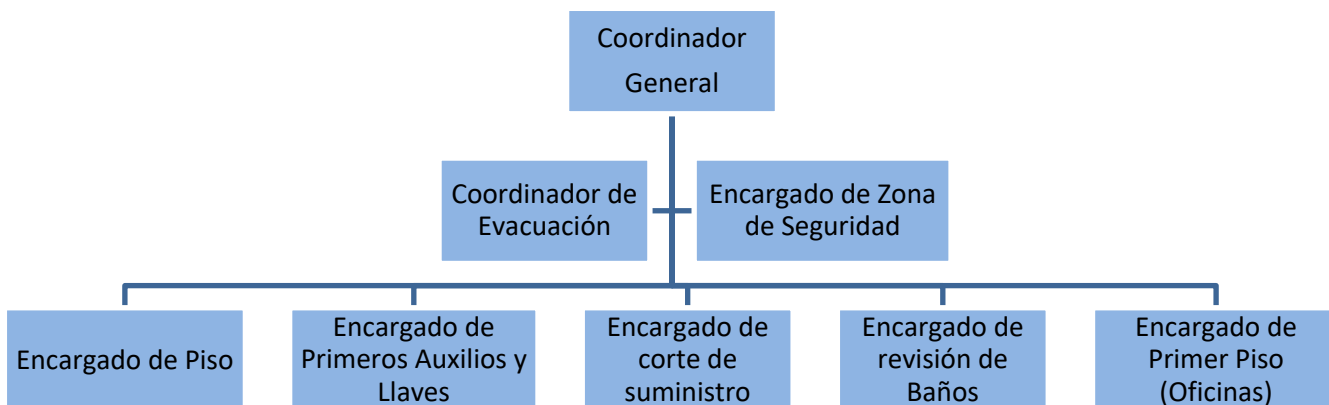 Coordinador
General
Coordinador de
Evacuación
Encargado de Zona
de Seguridad
Encargado de Piso
Encargado de
Primeros Auxilios y
Llaves
Encargado de
corte de
suministro
Encargado de
revisión de
Baños
Encargado de
Primer Piso
(Oficinas)